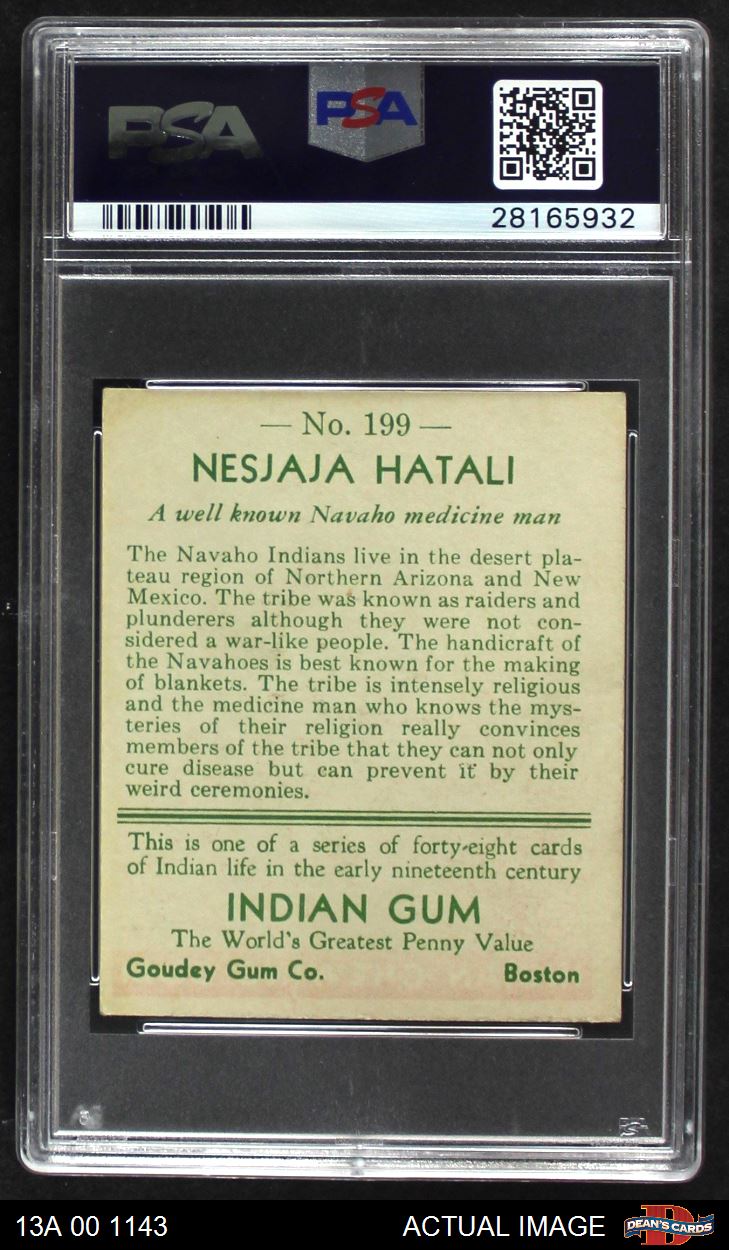 PSA PSA
28165932
— No. 199 —
NESJAJA HATALI
A well known Navaho medicine man
The Navaho Indians live in the desert pla-
teau region of Northern Arizona and New
Mexico. The tribe was known as raiders and
plunderers although they were not con-
sidered a war-like people. The handicraft of
the Navahoes is best known for the making
of blankets. The tribe is intensely religious
and the medicine man who knows the mys-
teries of their religion really convinces
members of the tribe that they can not only
cure disease but can prevent it by their
weird ceremonies.
This is one of a series of forty-eight cards
of Indian life in the early nineteenth century
INDIAN GUM
The World's Greatest Penny Value
Goudey Gum Co. Boston
13A 00 1143 ACTUAL IMAGE DEAN'S CARDS